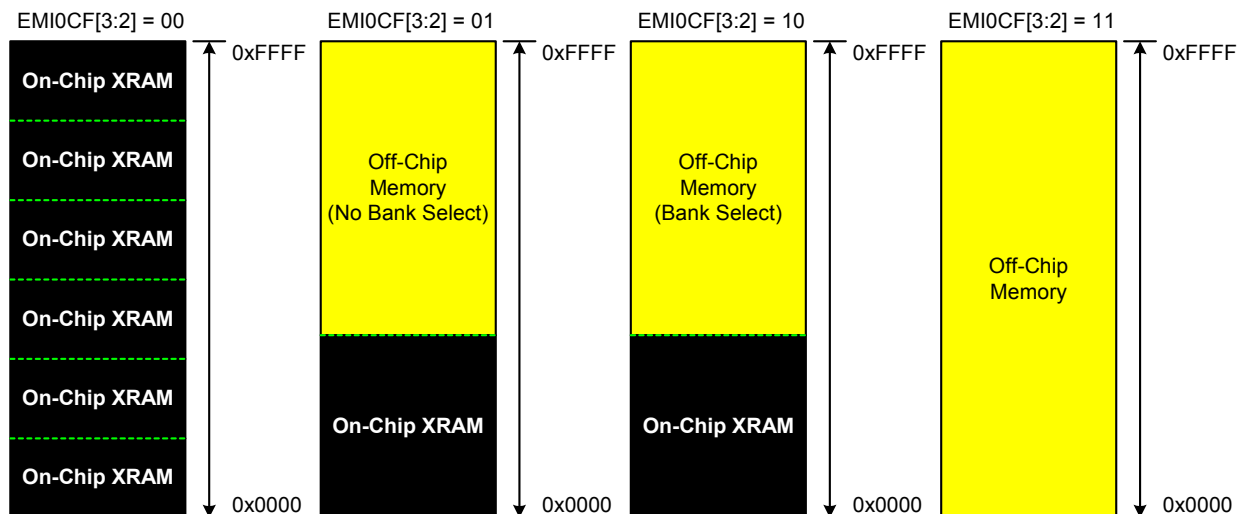 EMI0CF[3:2] = 00
On-Chip XRAM
On-Chip XRAM
On-Chip XRAM
On-Chip XRAM
On-Chip XRAM
On-Chip XRAM
0xFFFF
0x0000
EMI0CF[3:2] = 01
Off-Chip
Memory
(No Bank Select)
On-Chip XRAM
0xFFFF
0x0000
EMI0CF[3:2] = 10
Off-Chip
Memory
(Bank Select)
On-Chip XRAM
0xFFFF
0x0000
EMI0CF[3:2] = 11
Off-Chip
Memory
0xFFFF
0x0000